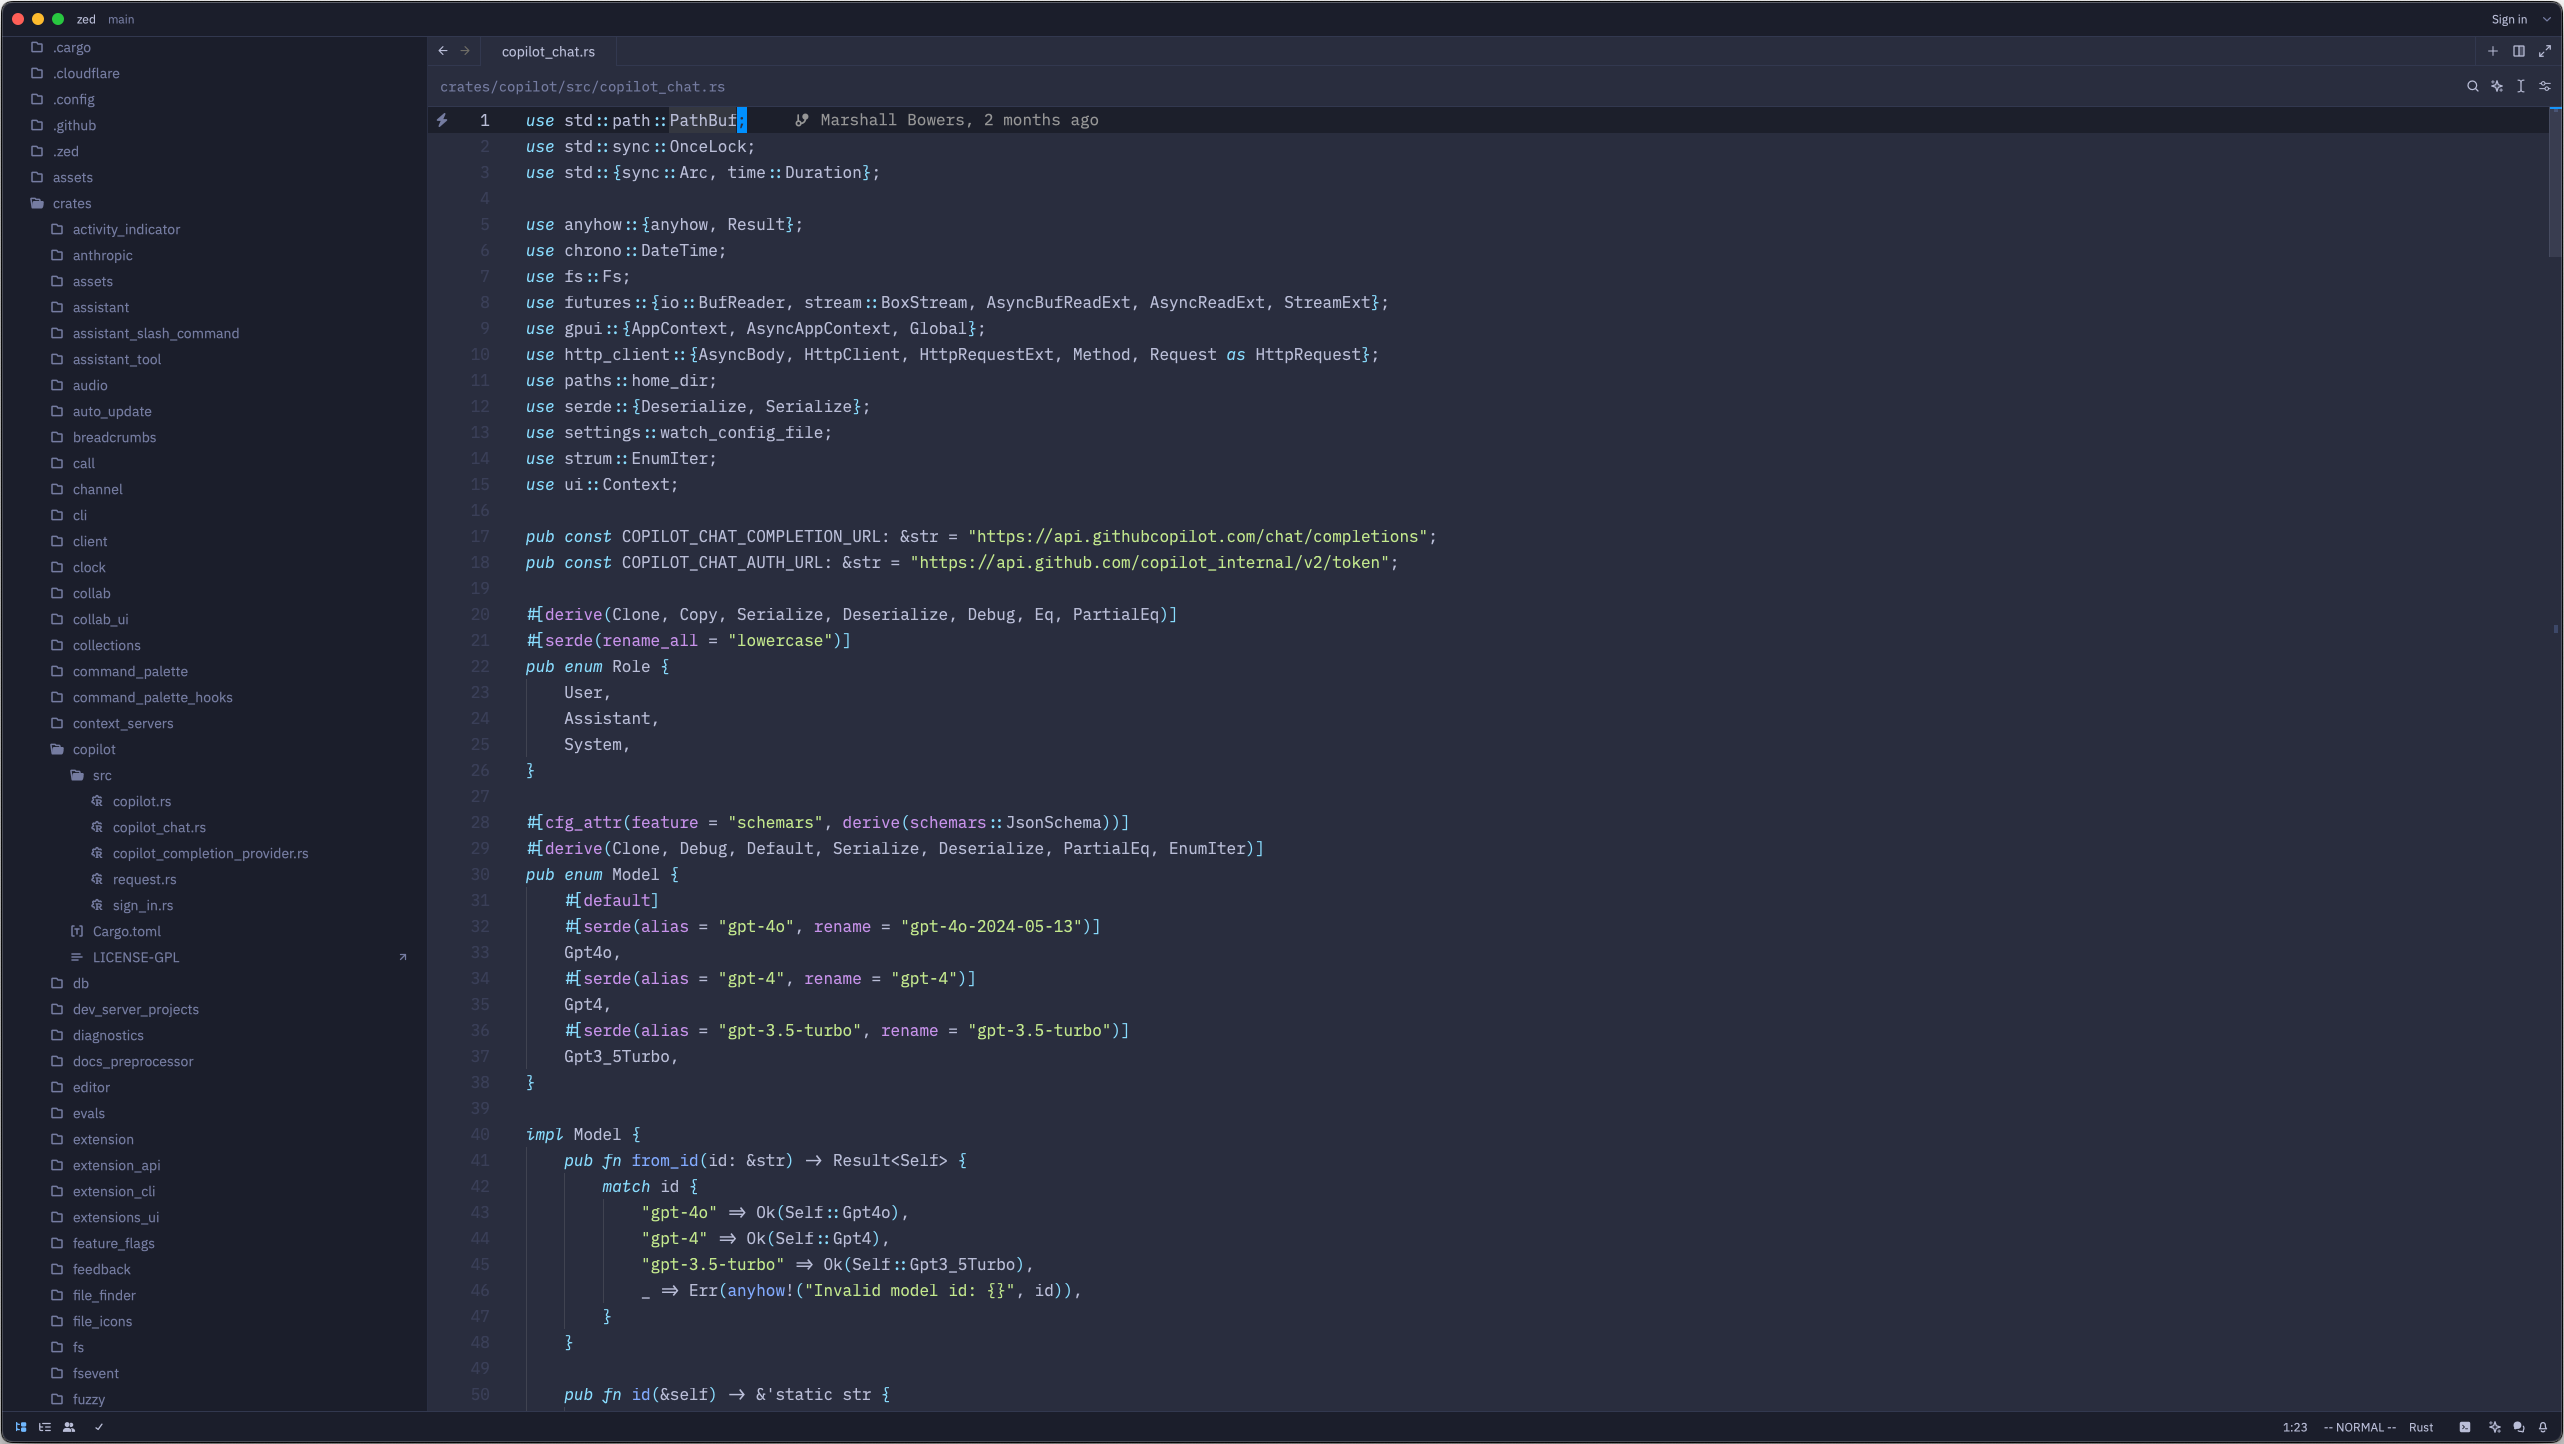 zed main
Sign in
.cargo
.cloudflare
.config
.github
.zed
assets
crates
activity_indicator
anthropic
assets
assistant
assistant_slash_command
assistant_tool
audio
auto_update
breadcrumbs
call
channel
cli
client
clock
collab
collab_ui
collections
command_palette
command_palette_hooks
context_servers
copilot
src
copilot.rs
copilot_chat.rs
copilot_completion_provider.rs
request.rs
sign_in.rs
Cargo.toml
LICENSE-GPL
db
dev_server_projects
diagnostics
docs_preprocessor
editor
evals
extension
extension_api
extension_cli
extensions_ui
feature_flags
feedback
file_finder
file_icons
fs
fsevent
fuzzy
copilot_chat.rs
crates/copilot/src/copilot_chat.rs
1 use std::path::PathBuf; Marshall Bowers, 2 months ago
2 use std::sync::OnceLock;
3 use std::{sync::Arc, time::Duration};
4
5 use anyhow::{anyhow, Result};
6 use chrono::DateTime;
7 use fs::Fs;
8 use futures::{io::BufReader, stream::BoxStream, AsyncBufReadExt, AsyncReadExt, StreamExt};
9 use gpui::{AppContext, AsyncAppContext, Global};
10 use http_client::{AsyncBody, HttpClient, HttpRequestExt, Method, Request as HttpRequest};
11 use paths::home_dir;
12 use serde::{Deserialize, Serialize};
13 use settings::watch_config_file;
14 use strum::EnumIter;
15 use ui::Context;
16
17 pub const COPILOT_CHAT_COMPLETION_URL: &str = "https://api.githubcopilot.com/chat/completions";
18 pub const COPILOT_CHAT_AUTH_URL: &str = "https://api.github.com/copilot_internal/v2/token";
19
20 #[derive(Clone, Copy, Serialize, Deserialize, Debug, Eq, PartialEq)]
21 #[serde(rename_all = "lowercase")]
22 pub enum Role {
23 User,
24 Assistant,
25 System,
26 }
27
28 #[cfg_attr(feature = "schemars", derive(schemars::JsonSchema))]
29 #[derive(Clone, Debug, Default, Serialize, Deserialize, PartialEq, EnumIter)]
30 pub enum Model {
31 #[default]
32 #[serde(alias = "gpt-4o", rename = "gpt-4o-2024-05-13")]
33 Gpt4o,
34 #[serde(alias = "gpt-4", rename = "gpt-4")]
35 Gpt4,
36 #[serde(alias = "gpt-3.5-turbo", rename = "gpt-3.5-turbo")]
37 Gpt3_5Turbo,
38 }
39
40 impl Model {
41 pub fn from_id(id: &str) -> Result<Self> {
42 match id {
43 "gpt-4o" => Ok(Self::Gpt4o),
44 "gpt-4" => Ok(Self::Gpt4),
45 "gpt-3.5-turbo" => Ok(Self::Gpt3_5Turbo),
46 _ => Err(anyhow!("Invalid model id: {}", id)),
47 }
48 }
49
50 pub fn id(&self) -> &'static str {
1:23 -- NORMAL -- Rust